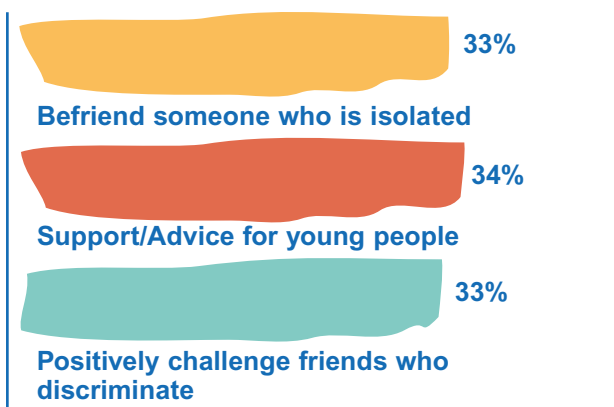 33%
Befriend someone who is isolated
34%
Support/Advice for young people
33%
Positively challenge friends who
discriminate